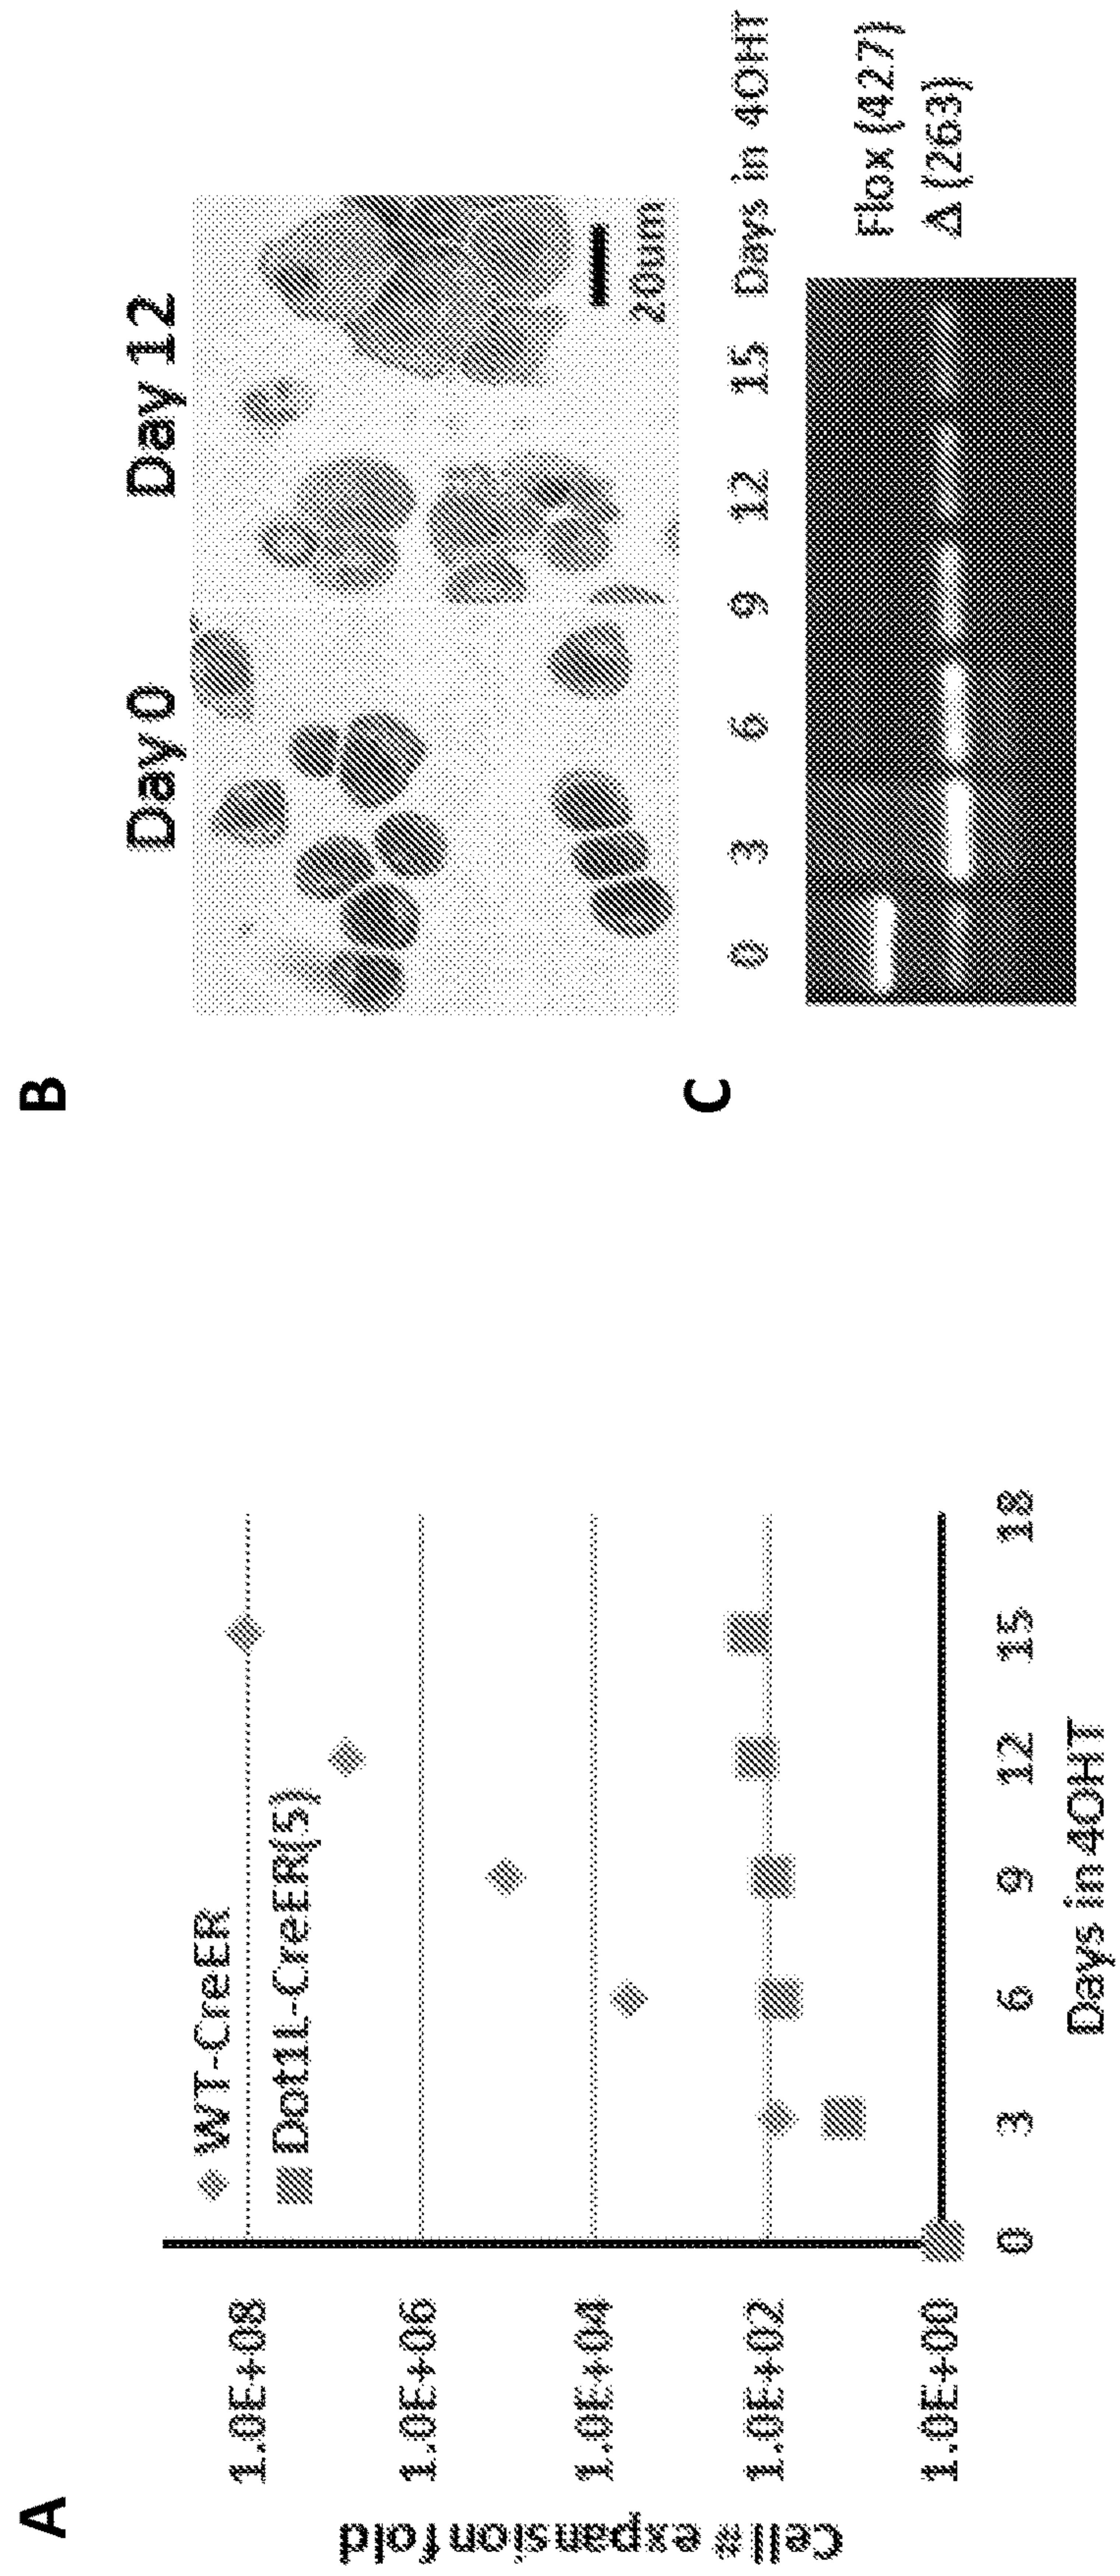 A
Cell # expansion fold
1.0E+08
1.0E+06
1.0E+04
1.0E+02
1.0E+00
WT-CreER
Dot1L-CreER(5)
0 3 6 9 12 15 18
Days in 4OHT
B
Day 0 Day 12
20um
C
0 3 6 9 12 15 Days in 4OHT
Flox (427)
Δ (263)